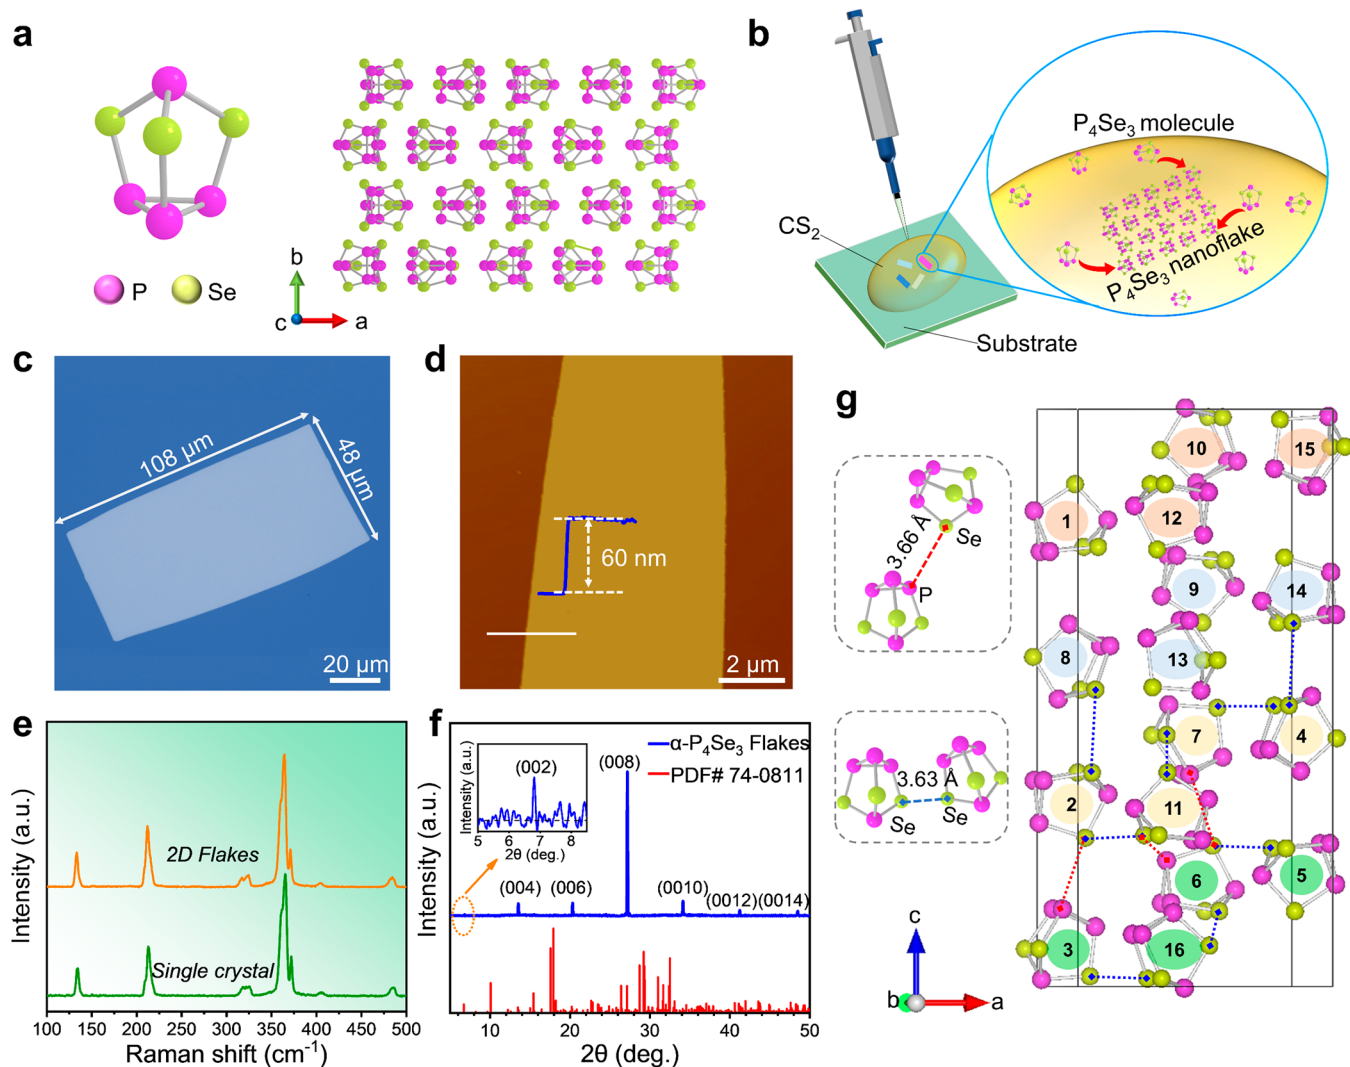 a
P
Se
b
c
a
b
P₄Se₃ molecule
CS₂
P₄Se₃ nanoflake
Substrate
c
108 μm
48 μm
20 μm
d
60 nm
2 μm
e
2D Flakes
Single crystal
Intensity (a.u.)
100 150 200 250 300 350 400 450 500
Raman shift (cm⁻¹)
f
α-P₄Se₃ Flakes
PDF# 74-0811
(002)
Intensity (a.u.)
5 6 7 8
2θ (deg.)
(008)
(004)
(006)
(0010)
(0012)
(0014)
Intensity (a.u.)
10 20 30 40 50
2θ (deg.)
g
3.66 Å
Se
P
3.63 Å
Se
Se
10
15
1
12
9
14
8
13
7
4
2
11
6
5
3
16
c
b
a